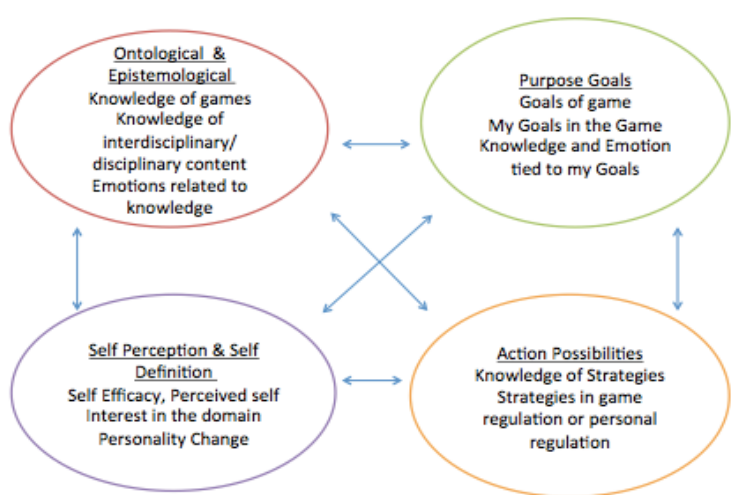 Ontological &
Epistemological
Knowledge of games
Knowledge of
interdisciplinary/
disciplinary content
Emotions related to
knowledge
Purpose Goals
Goals of game
My Goals in the Game
Knowledge and Emotion
tied to my Goals
Self Perception & Self
Definition
Self Efficacy, Perceived self
Interest in the domain
Personality Change
Action Possibilities
Knowledge of Strategies
Strategies in game
regulation or personal
regulation